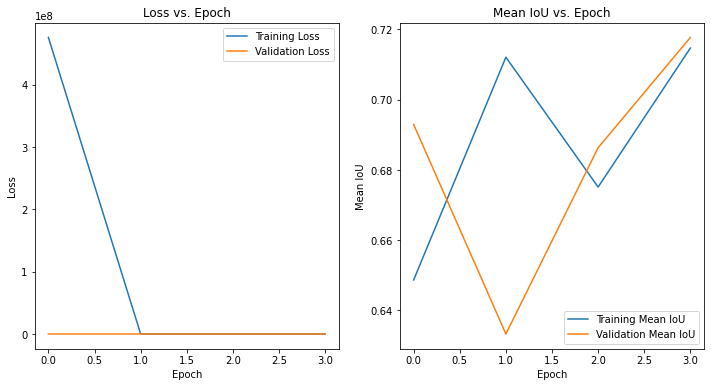 Loss vs. Epoch
1e8
Training Loss
Validation Loss
4
3
2
1
0
Loss
0.0 0.5 1.0 1.5 2.0 2.5 3.0
Epoch
Mean IoU vs. Epoch
0.72
0.70
0.68
0.66
0.64
Mean IoU
Training Mean IoU
Validation Mean IoU
0.0 0.5 1.0 1.5 2.0 2.5 3.0
Epoch